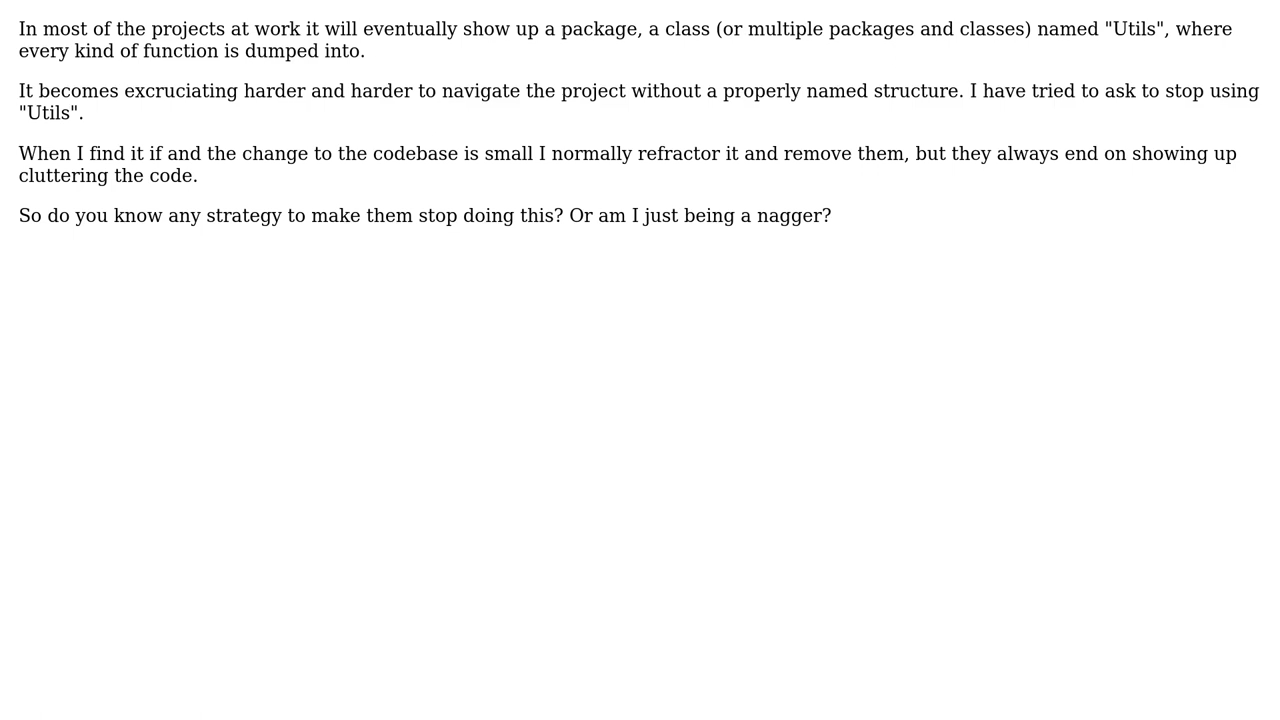 In most of the projects at work it will eventually show up a package, a class (or multiple packages and classes) named "Utils", where
every kind of function is dumped into.
It becomes excruciating harder and harder to navigate the project without a properly named structure. I have tried to ask to stop using
"Utils".
When I find it if and the change to the codebase is small I normally refractor it and remove them, but they always end on showing up
cluttering the code.
So do you know any strategy to make them stop doing this? Or am I just being a nagger?